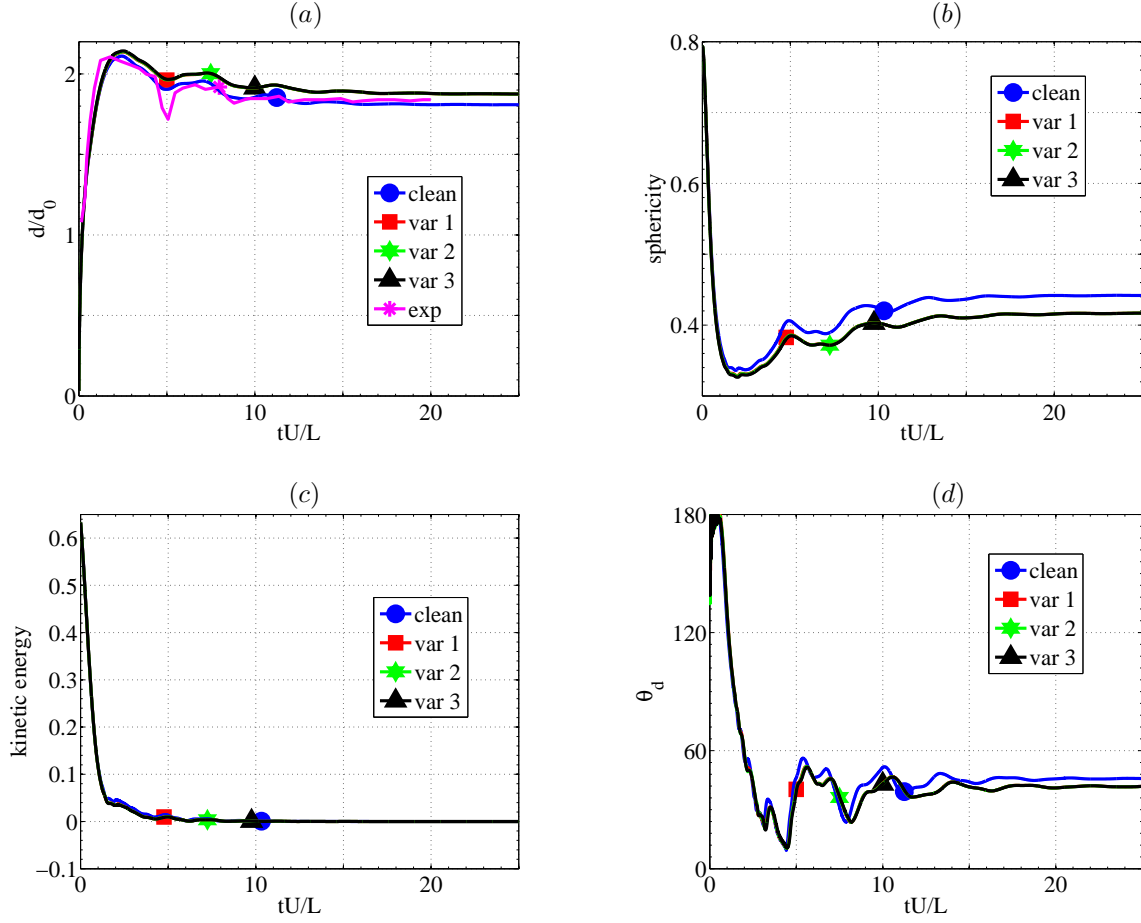 (a)
2
1
0
d/d0
0
10
20
tU/L
clean
var 1
var 2
var 3
exp
(b)
0.8
0.6
0.4
sphericity
0
10
20
tU/L
clean
var 1
var 2
var 3
(c)
0.6
0.5
0.4
0.3
0.2
0.1
0
−0.1
kinetic energy
0
10
20
tU/L
clean
var 1
var 2
var 3
(d)
180
120
60
0
θd
0
10
20
tU/L
clean
var 1
var 2
var 3